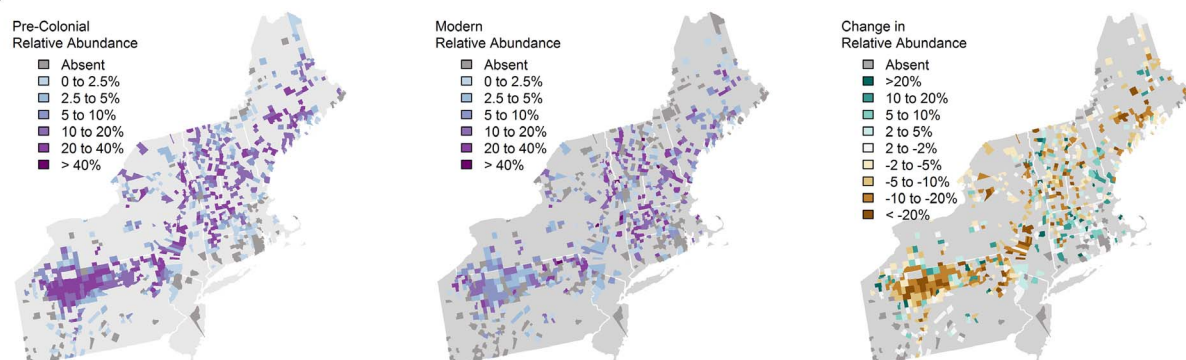 Pre-Colonial
Relative Abundance
Absent
0 to 2.5%
2.5 to 5%
5 to 10%
10 to 20%
20 to 40%
> 40%
Modern
Relative Abundance
Absent
0 to 2.5%
2.5 to 5%
5 to 10%
10 to 20%
20 to 40%
> 40%
Change in
Relative Abundance
Absent
>20%
10 to 20%
5 to 10%
2 to 5%
2 to -2%
-2 to -5%
-5 to -10%
-10 to -20%
< -20%